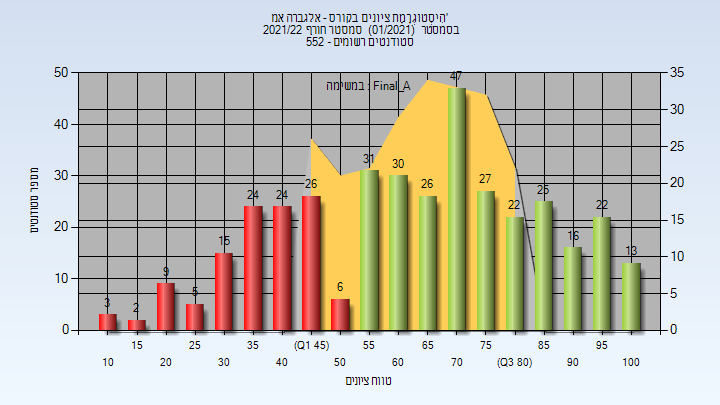 היסטוגרמת ציונים בקורס - אלגברה אמ'
בסמסטר (01/2021) סמסטר חורף 2021/22
סטודנטים רשומים - 552
במשימה : Final_A
מספר סטודנטים
50 40 30 20 10 0
35 30 25 20 15 10 5 0
3 2 9 5 15 24 24 26 6 31 30 26 47 27 22 25 16 22 13
15 25 35 (Q1 45) 55 65 75 85 95
10 20 30 40 50 60 70 (Q3 80) 90 100
טווח ציונים